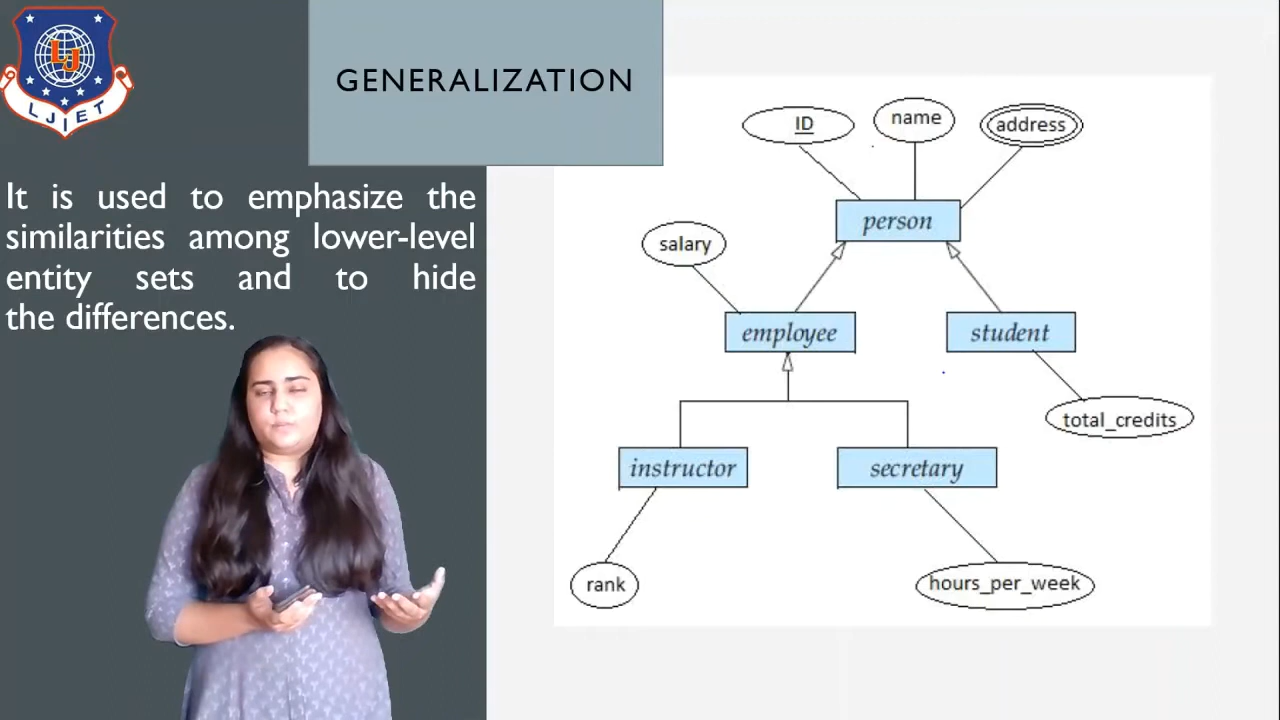 LJ
LJIET
GENERALIZATION
It is used to emphasize the
similarities among lower-level
entity sets and to hide
the differences.
ID
name
address
person
salary
employee
student
total_credits
instructor
secretary
rank
hours_per_week